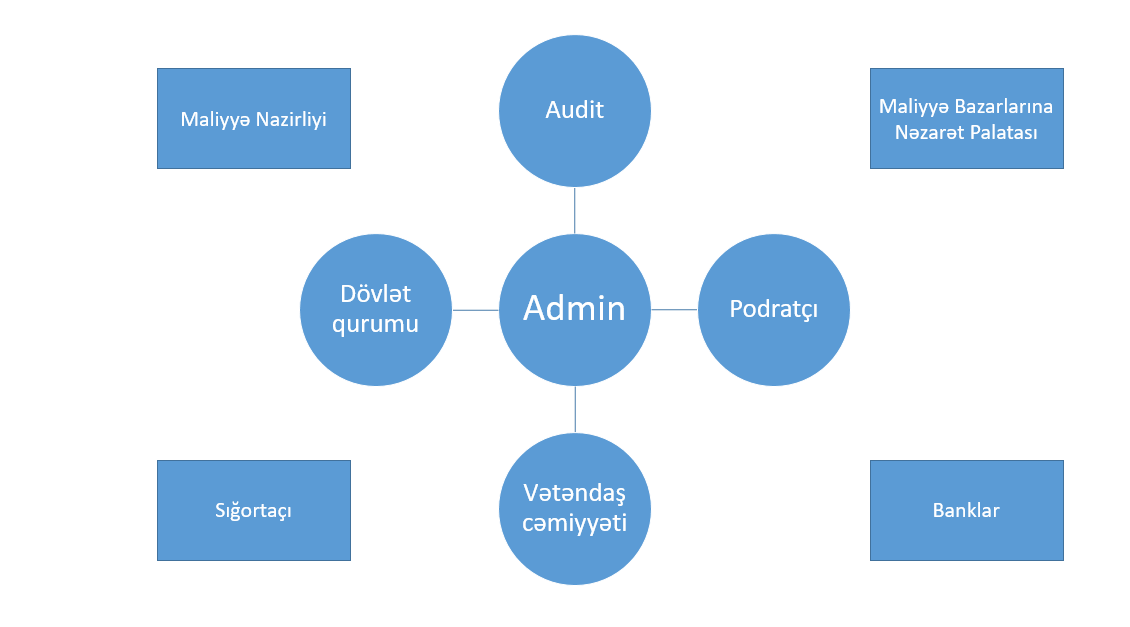 Audit
Maliyyə Nazirliyi
Maliyyə Bazarlarına
Nəzarət Palatası
Dövlət
qurumu
Admin
Podratçı
Vətəndaş
cəmiyyəti
Sığortaçı
Banklar